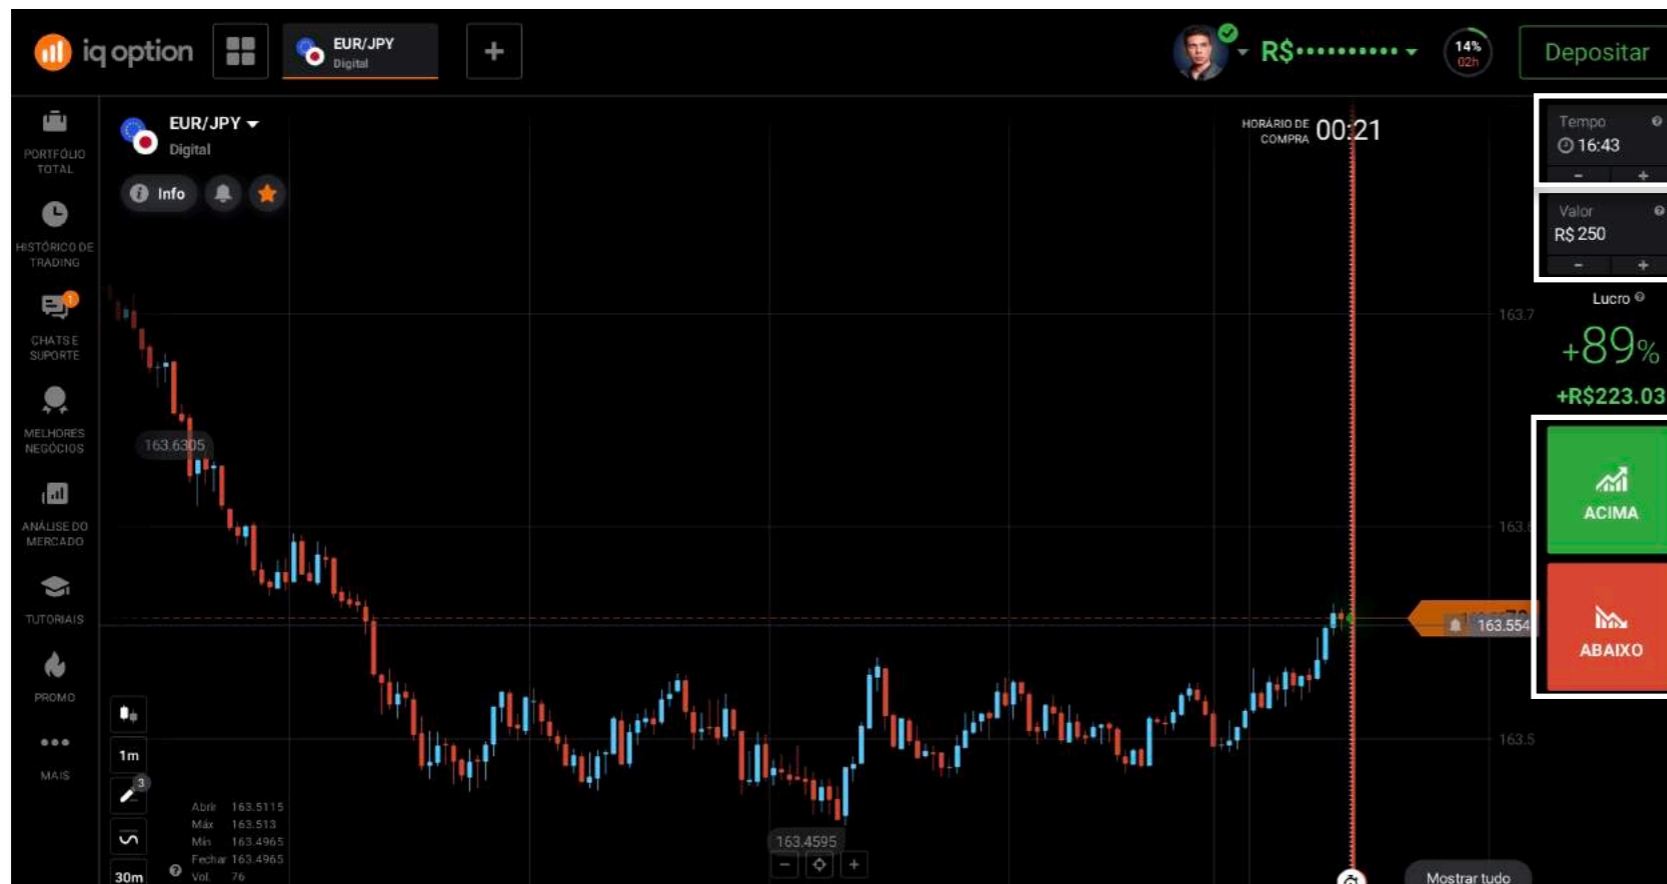 iq option
EUR/JPY
Digital
+
R$•••••••••••
14%
02h
Depositar
PORTFÓLIO
TOTAL
HISTÓRICO DE
TRADING
1
CHATS E
SUPORTE
MELHORES
NEGÓCIOS
ANÁLISE DO
MERCADO
TUTORIAIS
PROMO
MAIS
EUR/JPY
Digital
Info
HORÁRIO DE
COMPRA 00:21
163.7
163.6305
163.554
163.5
163.4595
1m
3
30m
Abrir 163.5115
Máx 163.513
Mín 163.4965
Fechar 163.4965
Vol. 76
- +
Mostrar tudo
Tempo
16:43
- +
Valor
R$ 250
- +
Lucro
+89%
+R$223.03
ACIMA
ABAIXO